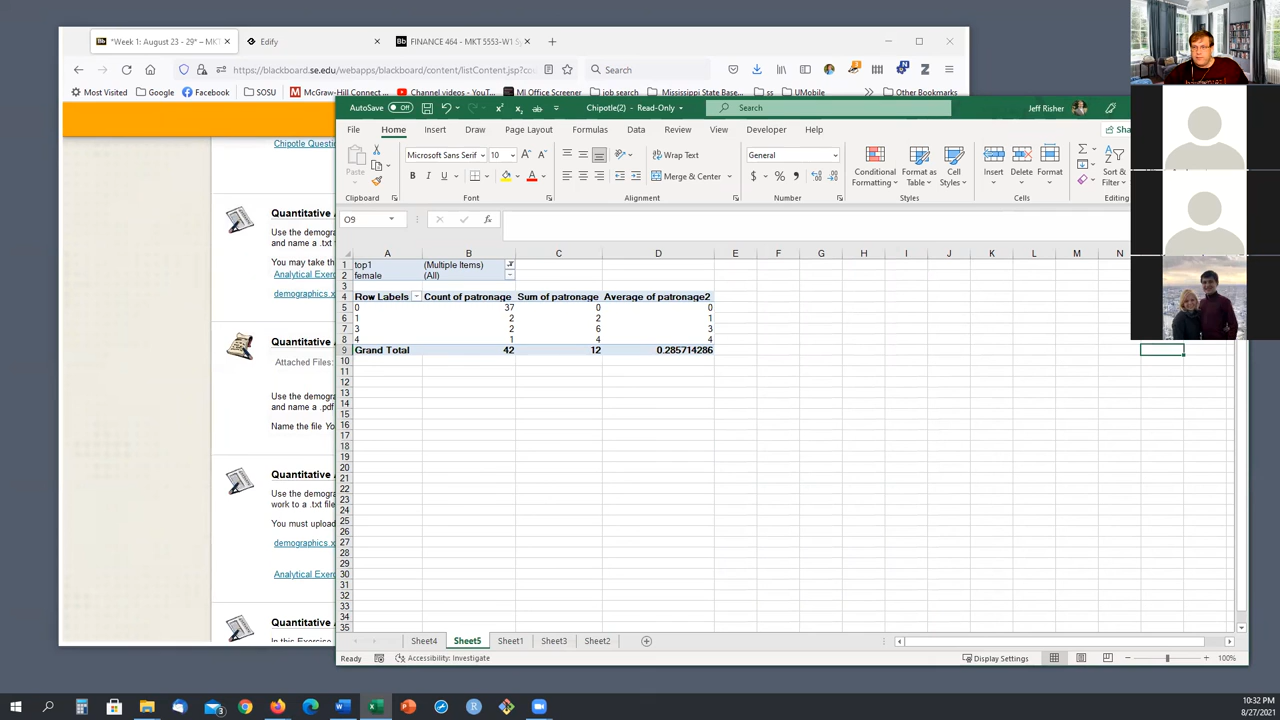 *Week 1: August 23 - 29* – MKT
Edify
FINANCE 464 - MKT 5553-W1 S
https://blackboard.se.edu/webapps/blackboard/content/listContent.jsp?co
Search
Most Visited
Google
Facebook
SOSU
McGraw-Hill Connect
Channel videos - YouT...
MI Office Screener
Mississippi State Base...
ss
UMobile
Other Bookmarks
AutoSave Off
Chipotle(2) - Read-Only
Search
Jeff Risher
File Home Insert Draw Page Layout Formulas Data Review View Developer Help
Paste
Clipboard
Microsoft Sans Serif 10
Font
Wrap Text
Merge & Center
Alignment
General
Number
Conditional Formatting
Format as Table
Cell Styles
Styles
Insert
Delete
Format
Cells
Sort & Filter
Editing
O9
A B C D E F G H I J K L M N
1 top1 (Multiple Items)
2 female (All)
3
4 Row Labels Count of patronage Sum of patronage Average of patronage2
5 0 37 0 0
6 1 2 2 1
7 3 2 6 3
8 4 1 4 4
9 Grand Total 42 12 0.285714286
10
11
12
13
14
15
16
17
18
19
20
21
22
23
24
25
26
27
28
29
30
31
32
33
34
35
Chipotle Questi
Quantitative A
Use the demogra
and name a .txt
You may take the
Analytical Exerc
demographics.x
Quantitative A
Attached Files:
Use the demogra
and name a .pdf
Name the file Yo
Quantitative A
Use the demogra
work to a .txt file
You must upload
demographics.x
Analytical Exerc
Quantitative A
In this Exercise
Sheet4 Sheet5 Sheet1 Sheet3 Sheet2
Ready
Accessibility: Investigate
Display Settings
100%
10:32 PM
8/27/2021